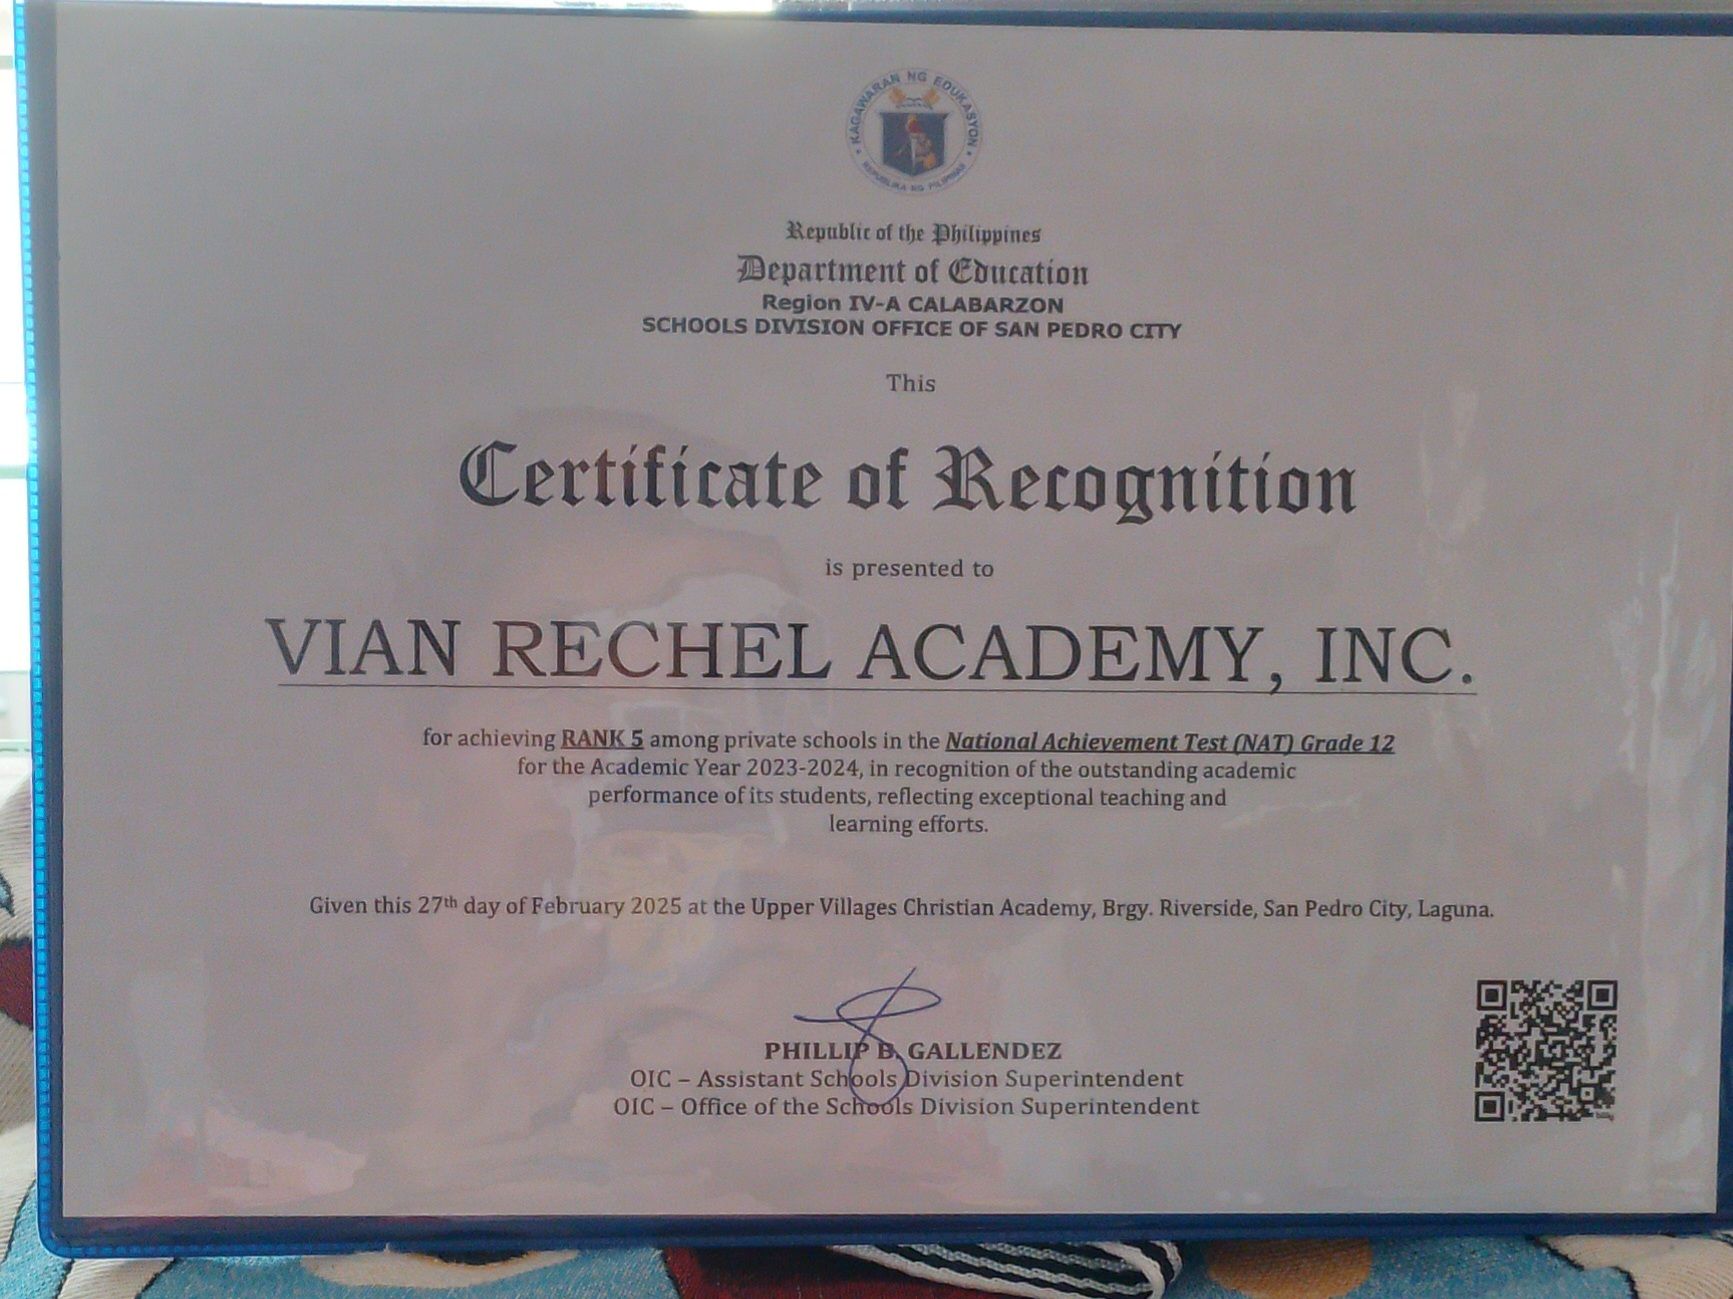 KAGAWARAN NG EDUKASYON
REPUBLIKA NG PILIPINAS
Republic of the Philippines
Department of Education
Region IV-A CALABARZON
SCHOOLS DIVISION OFFICE OF SAN PEDRO CITY
This
Certificate of Recognition
is presented to
VIAN RECHEL ACADEMY, INC.
for achieving RANK 5 among private schools in the National Achievement Test (NAT) Grade 12
for the Academic Year 2023-2024, in recognition of the outstanding academic
performance of its students, reflecting exceptional teaching and
learning efforts.
Given this 27th day of February 2025 at the Upper Villages Christian Academy, Brgy. Riverside, San Pedro City, Laguna.
PHILLIP B. GALLENDEZ
OIC – Assistant Schools Division Superintendent
OIC – Office of the Schools Division Superintendent